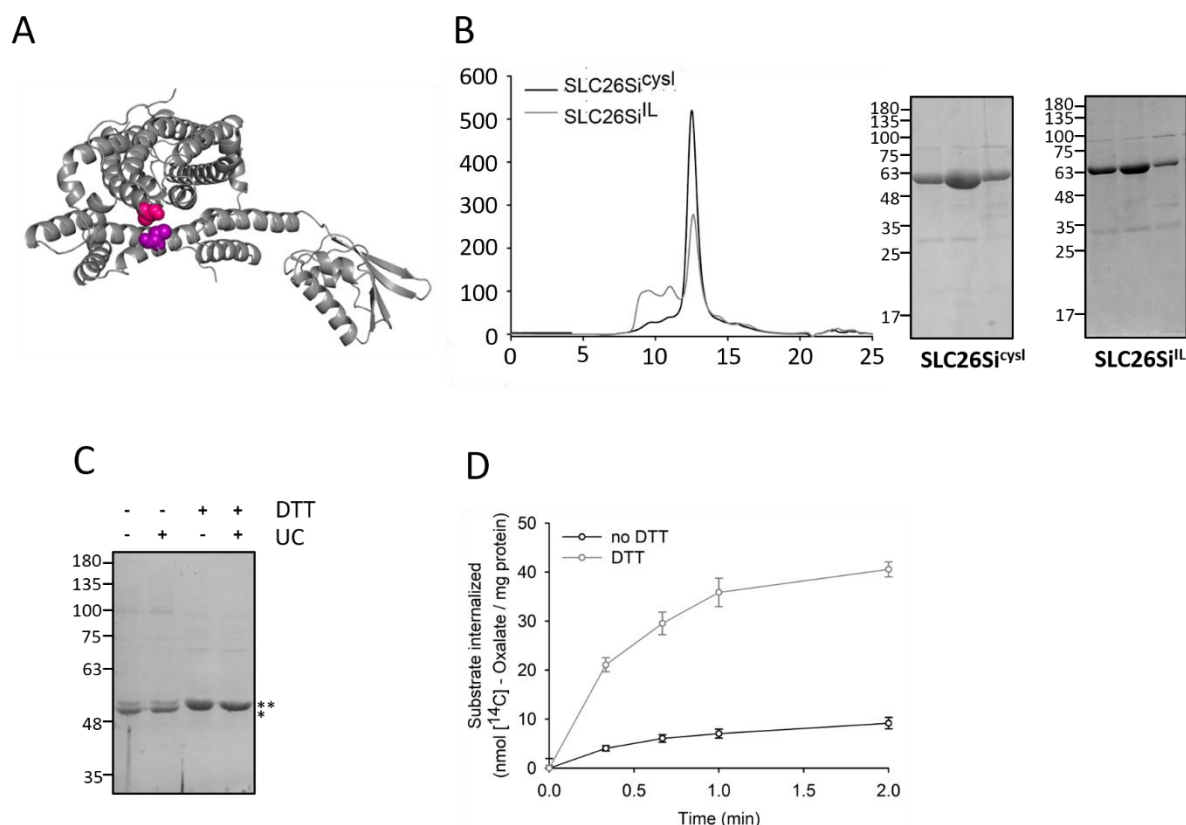 A
B
600
500
400
300
200
100
0
0 5 10 15 20 25
SLC26Si^cysl
SLC26Si^IL
180
135
100
75
63
48
35
25
17
SLC26Si^cysl
180
135
100
75
63
48
35
25
17
SLC26Si^IL
C
- - + + DTT
- + - + UC
180
135
100
75
63
48
35
**
*
D
Substrate internalized
(nmol [14C] - Oxalate / mg protein)
50
40
30
20
10
0
no DTT
DTT
0.0 0.5 1.0 1.5 2.0
Time (min)